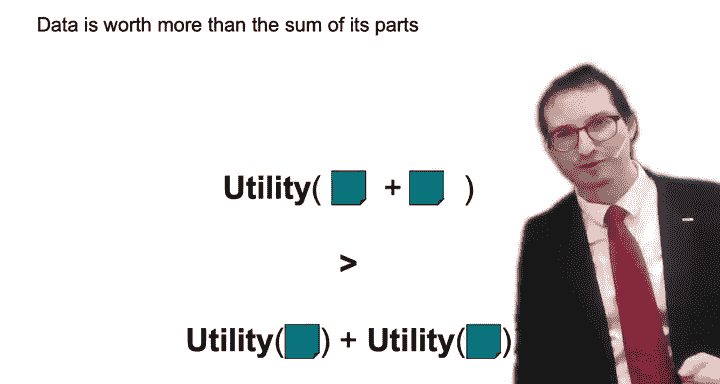 Data is worth more than the sum of its parts
Utility( + )
>
Utility() + Utility()